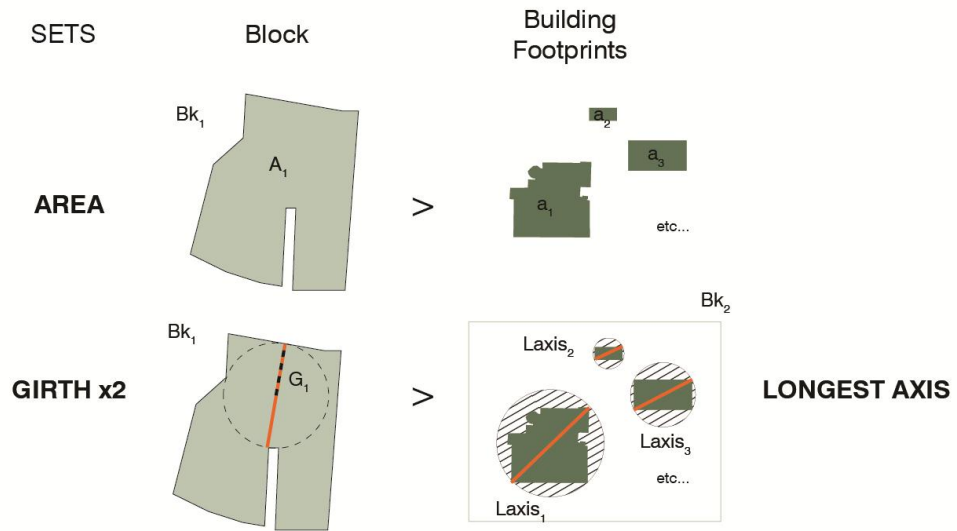 SETS
Block
Building
Footprints
Bk1
A1
a2
a3
a1
AREA
>
etc...
Bk2
Bk1
Laxis2
G1
GIRTH x2
>
LONGEST AXIS
Laxis3
etc...
Laxis1